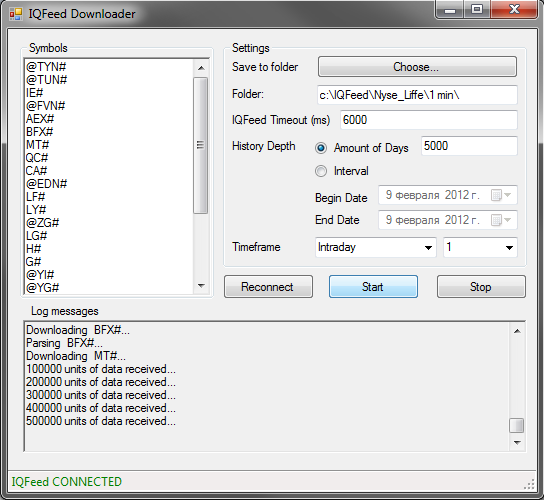 IQFeed Downloader
Symbols
@TYN#
@TUN#
IE#
@FVN#
AEX#
BFX#
MT#
QC#
CA#
@EDN#
LF#
LY#
@ZG#
LG#
H#
G#
@YI#
@YG#
Settings
Save to folder Choose...
Folder: c:\IQFeed\Nyse_Liffe\1 min\
IQFeed Timeout (ms) 6000
History Depth Amount of Days 5000
Interval
Begin Date 9 февраля 2012 г.
End Date 9 февраля 2012 г.
Timeframe Intraday 1
Reconnect Start Stop
Log messages
Downloading BFX#...
Parsing BFX#...
Downloading MT#...
100000 units of data received...
200000 units of data received...
300000 units of data received...
400000 units of data received...
500000 units of data received...
IQFeed CONNECTED